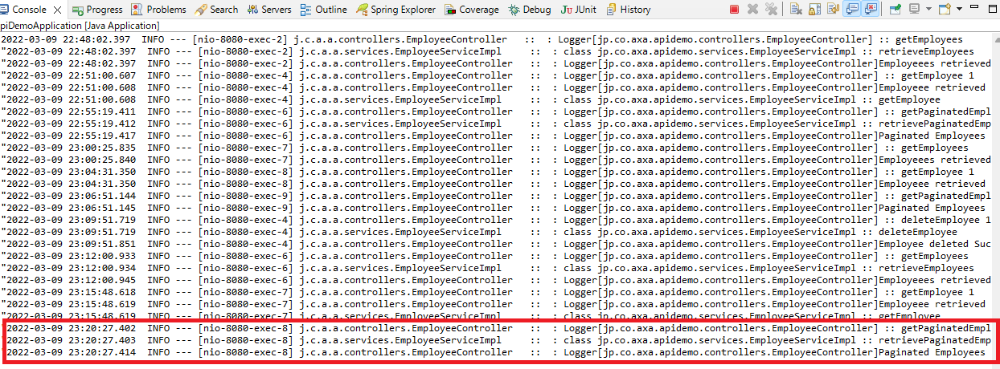 Console Progress Problems Search Servers Outline Spring Explorer Coverage Debug JUnit History
piDemoApplication [Java Application]
2022-03-09 22:48:02.397 INFO --- [nio-8080-exec-2] j.c.a.a.controllers.EmployeeController :: : Logger[jp.co.axa.apidemo.controllers.EmployeeController] :: getEmployees
"2022-03-09 22:48:02.397 INFO --- [nio-8080-exec-2] j.c.a.a.services.EmployeeServiceImpl :: : class jp.co.axa.apidemo.services.EmployeeServiceImpl :: retrieveEmployees
"2022-03-09 22:48:02.397 INFO --- [nio-8080-exec-2] j.c.a.a.controllers.EmployeeController :: : Logger[jp.co.axa.apidemo.controllers.EmployeeController]Employeees retrieved
"2022-03-09 22:51:00.607 INFO --- [nio-8080-exec-4] j.c.a.a.controllers.EmployeeController :: : Logger[jp.co.axa.apidemo.controllers.EmployeeController] :: getEmployee 1
"2022-03-09 22:51:00.608 INFO --- [nio-8080-exec-4] j.c.a.a.controllers.EmployeeController :: : Logger[jp.co.axa.apidemo.controllers.EmployeeController]Employeee retrieved
"2022-03-09 22:51:00.608 INFO --- [nio-8080-exec-4] j.c.a.a.services.EmployeeServiceImpl :: : class jp.co.axa.apidemo.services.EmployeeServiceImpl :: getEmployee
"2022-03-09 22:55:19.411 INFO --- [nio-8080-exec-6] j.c.a.a.controllers.EmployeeController :: : Logger[jp.co.axa.apidemo.controllers.EmployeeController] :: getPaginatedEmpl
"2022-03-09 22:55:19.412 INFO --- [nio-8080-exec-6] j.c.a.a.services.EmployeeServiceImpl :: : class jp.co.axa.apidemo.services.EmployeeServiceImpl :: retrievePaginatedEmp
"2022-03-09 22:55:19.417 INFO --- [nio-8080-exec-6] j.c.a.a.controllers.EmployeeController :: : Logger[jp.co.axa.apidemo.controllers.EmployeeController]Paginated Employees
"2022-03-09 23:00:25.835 INFO --- [nio-8080-exec-7] j.c.a.a.controllers.EmployeeController :: : Logger[jp.co.axa.apidemo.controllers.EmployeeController] :: getEmployees
"2022-03-09 23:00:25.840 INFO --- [nio-8080-exec-7] j.c.a.a.controllers.EmployeeController :: : Logger[jp.co.axa.apidemo.controllers.EmployeeController]Employeees retrieved
"2022-03-09 23:04:31.350 INFO --- [nio-8080-exec-8] j.c.a.a.controllers.EmployeeController :: : Logger[jp.co.axa.apidemo.controllers.EmployeeController] :: getEmployee 1
"2022-03-09 23:04:31.350 INFO --- [nio-8080-exec-8] j.c.a.a.controllers.EmployeeController :: : Logger[jp.co.axa.apidemo.controllers.EmployeeController]Employeee retrieved
"2022-03-09 23:06:51.144 INFO --- [nio-8080-exec-9] j.c.a.a.controllers.EmployeeController :: : Logger[jp.co.axa.apidemo.controllers.EmployeeController] :: getPaginatedEmpl
"2022-03-09 23:06:51.145 INFO --- [nio-8080-exec-9] j.c.a.a.controllers.EmployeeController :: : Logger[jp.co.axa.apidemo.controllers.EmployeeController]Paginated Employees
"2022-03-09 23:09:51.719 INFO --- [nio-8080-exec-4] j.c.a.a.controllers.EmployeeController :: : Logger[jp.co.axa.apidemo.controllers.EmployeeController] :: deleteEmployee 1
"2022-03-09 23:09:51.719 INFO --- [nio-8080-exec-4] j.c.a.a.services.EmployeeServiceImpl :: : class jp.co.axa.apidemo.services.EmployeeServiceImpl :: deleteEmployee
"2022-03-09 23:09:51.851 INFO --- [nio-8080-exec-4] j.c.a.a.controllers.EmployeeController :: : Logger[jp.co.axa.apidemo.controllers.EmployeeController]Employee deleted Suc
"2022-03-09 23:12:00.933 INFO --- [nio-8080-exec-6] j.c.a.a.controllers.EmployeeController :: : Logger[jp.co.axa.apidemo.controllers.EmployeeController] :: getEmployees
"2022-03-09 23:12:00.934 INFO --- [nio-8080-exec-6] j.c.a.a.services.EmployeeServiceImpl :: : class jp.co.axa.apidemo.services.EmployeeServiceImpl :: retrieveEmployees
"2022-03-09 23:12:00.945 INFO --- [nio-8080-exec-6] j.c.a.a.controllers.EmployeeController :: : Logger[jp.co.axa.apidemo.controllers.EmployeeController]Employeees retrieved
"2022-03-09 23:15:48.618 INFO --- [nio-8080-exec-7] j.c.a.a.controllers.EmployeeController :: : Logger[jp.co.axa.apidemo.controllers.EmployeeController] :: getEmployee 1
"2022-03-09 23:15:48.619 INFO --- [nio-8080-exec-7] j.c.a.a.controllers.EmployeeController :: : Logger[jp.co.axa.apidemo.controllers.EmployeeController]Employeee retrieved
"2022-03-09 23:15:48.619 INFO --- [nio-8080-exec-7] j.c.a.a.services.EmployeeServiceImpl :: : class jp.co.axa.apidemo.services.EmployeeServiceImpl :: getEmployee
2022-03-09 23:20:27.402 INFO --- [nio-8080-exec-8] j.c.a.a.controllers.EmployeeController :: : Logger[jp.co.axa.apidemo.controllers.EmployeeController] :: getPaginatedEmpl
2022-03-09 23:20:27.403 INFO --- [nio-8080-exec-8] j.c.a.a.services.EmployeeServiceImpl :: : class jp.co.axa.apidemo.services.EmployeeServiceImpl :: retrievePaginatedEmp
2022-03-09 23:20:27.414 INFO --- [nio-8080-exec-8] j.c.a.a.controllers.EmployeeController :: : Logger[jp.co.axa.apidemo.controllers.EmployeeController]Paginated Employees